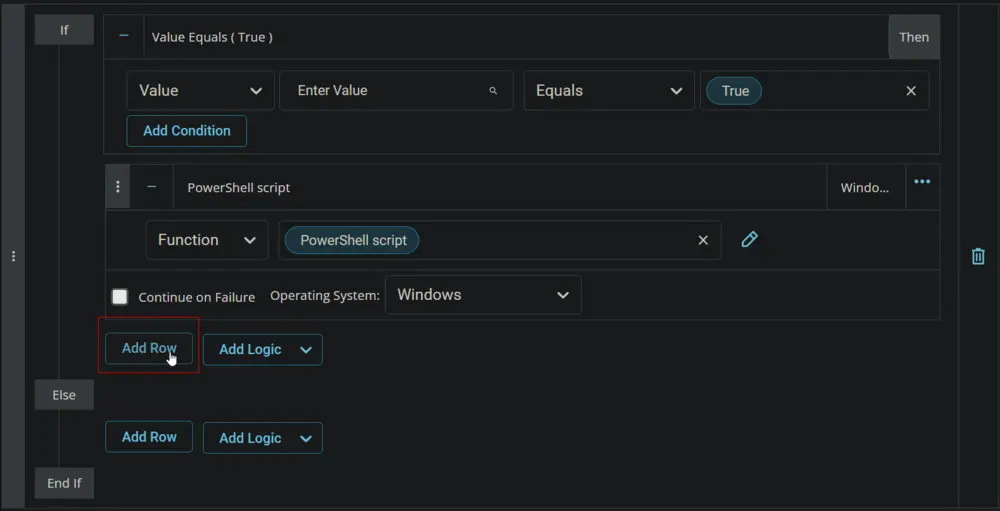 If
Value Equals ( True )
Then
Value
Enter Value
Equals
True
Add Condition
PowerShell script
Windo...
Function
PowerShell script
Continue on Failure
Operating System:
Windows
Add Row
Add Logic
Else
Add Row
Add Logic
End If